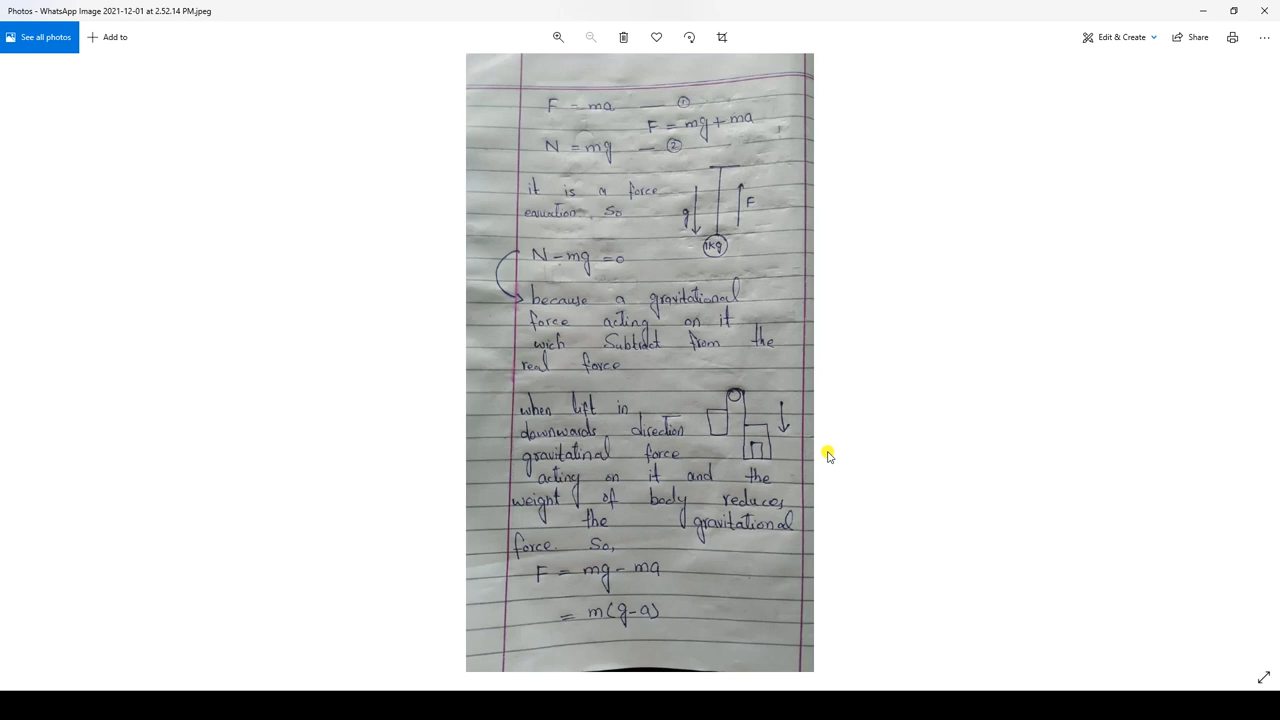 Photos - WhatsApp Image 2021-12-01 at 2.52.14 PM.jpeg
See all photos
Add to
Edit & Create
Share
F = ma — ①
F = mg + ma
N = mg — ②
it is a force
equation. So
g
F
1kg
N - mg = 0
because a gravitational
force acting on it
wich Subtract from the
real force
when lift in
downwards direction
gravitatinal force
acting on it and the
weight of body reduces
the gravitational
force. So,
F = mg - ma
= m(g-a)